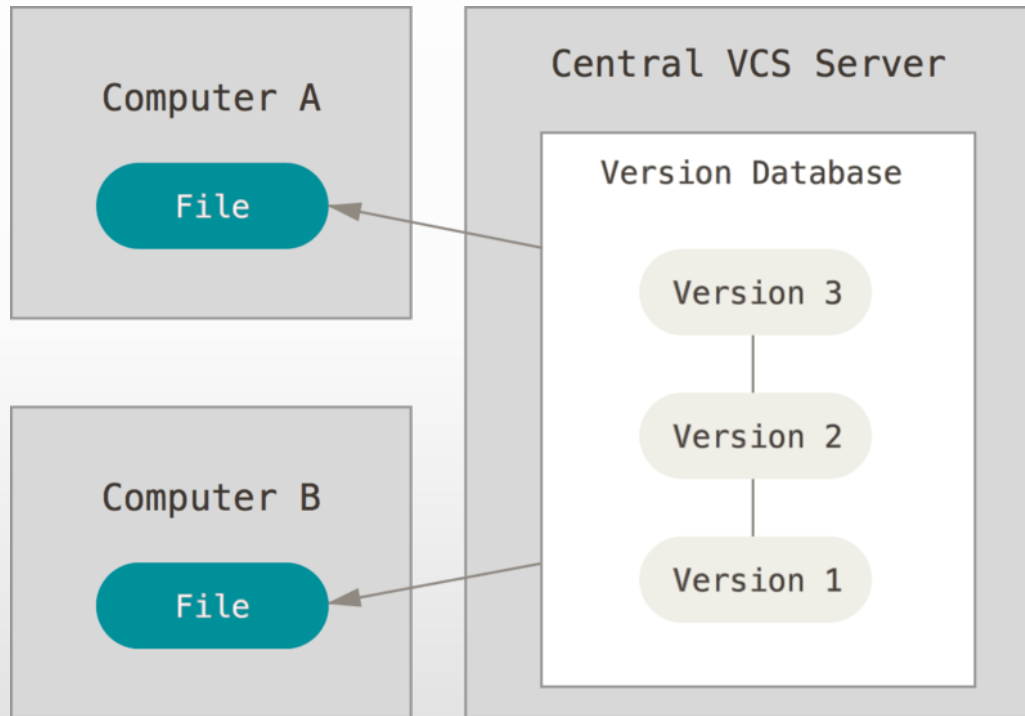 Computer A
File
Computer B
File
Central VCS Server
Version Database
Version 3
Version 2
Version 1